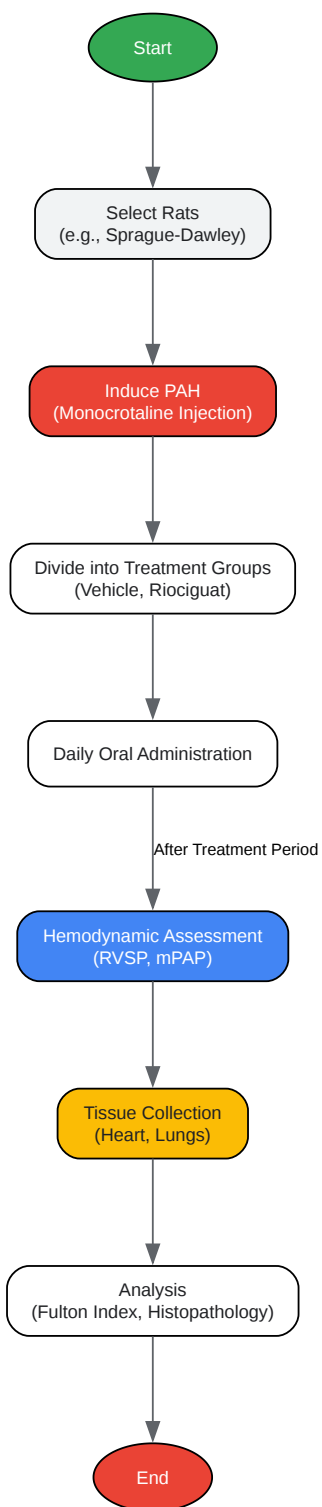 Start
Select Rats
(e.g., Sprague-Dawley)
Induce PAH
(Monocrotaline Injection)
Divide into Treatment Groups
(Vehicle, Riociguat)
Daily Oral Administration
After Treatment Period
Hemodynamic Assessment
(RVSP, mPAP)
Tissue Collection
(Heart, Lungs)
Analysis
(Fulton Index, Histopathology)
End